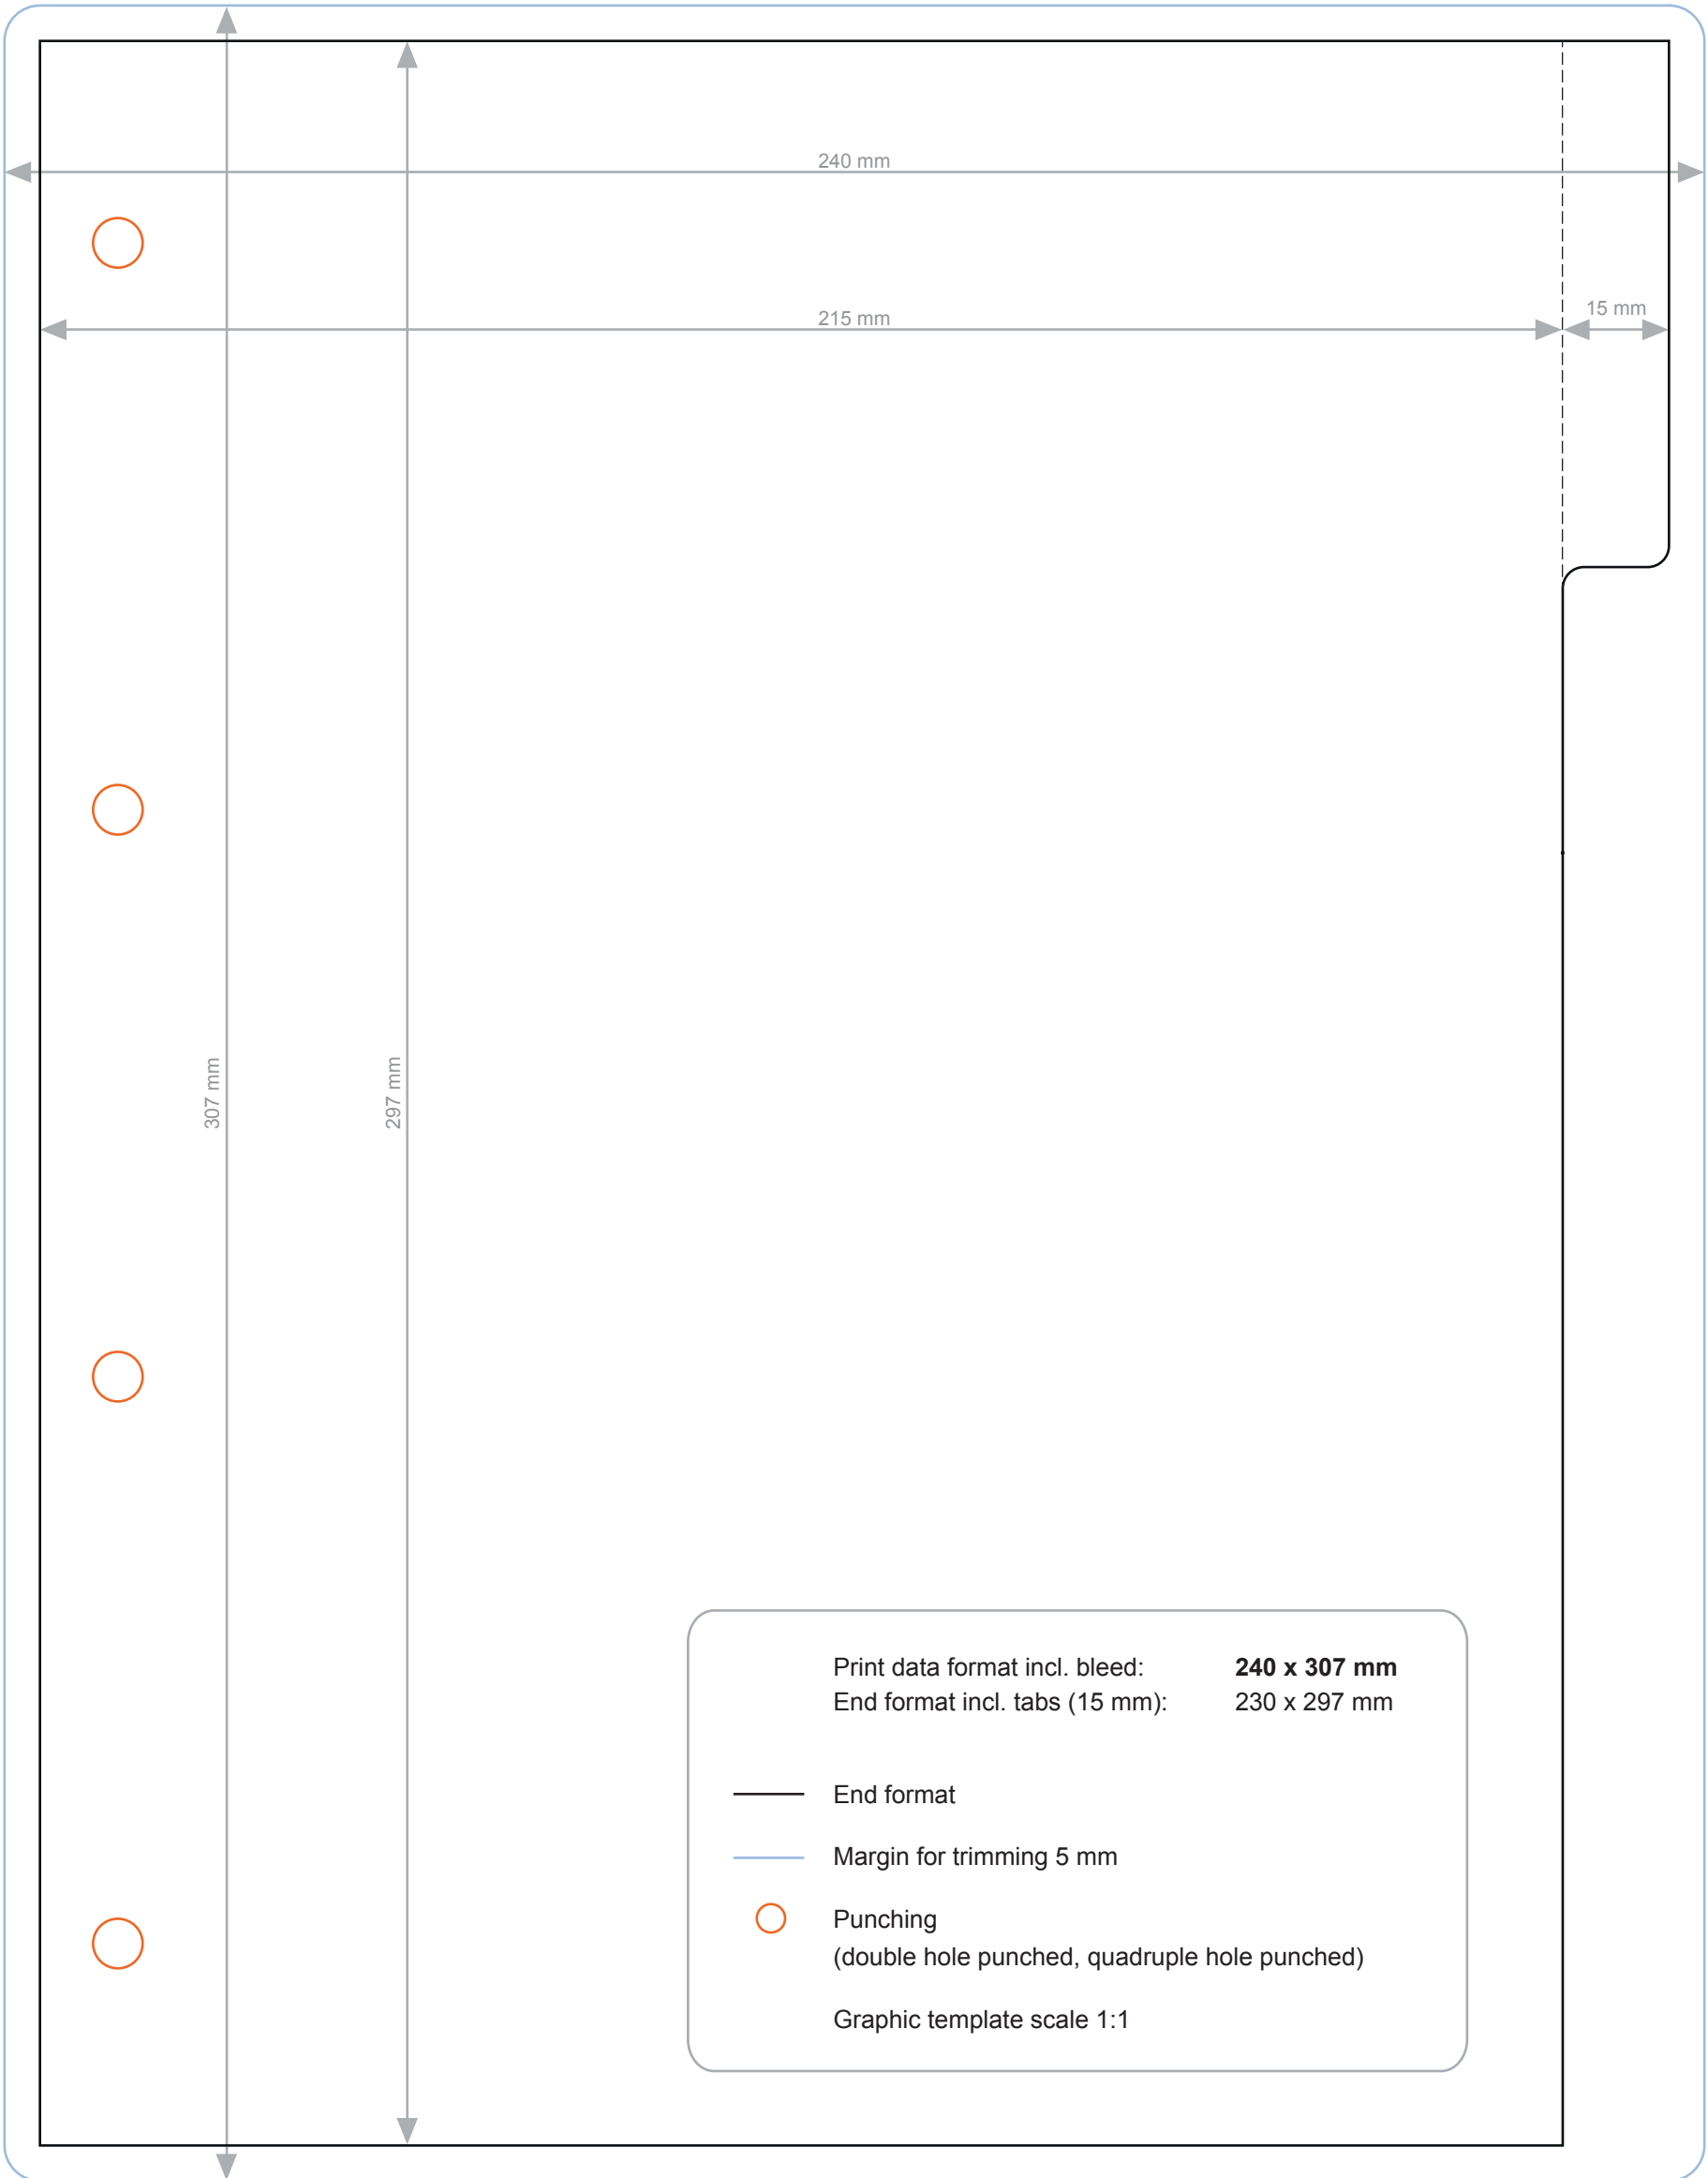 240 mm
215 mm
15 mm
307 mm
297 mm
Print data format incl. bleed: 240 x 307 mm
End format incl. tabs (15 mm): 230 x 297 mm
End format
Margin for trimming 5 mm
Punching
(double hole punched, quadruple hole punched)
Graphic template scale 1:1